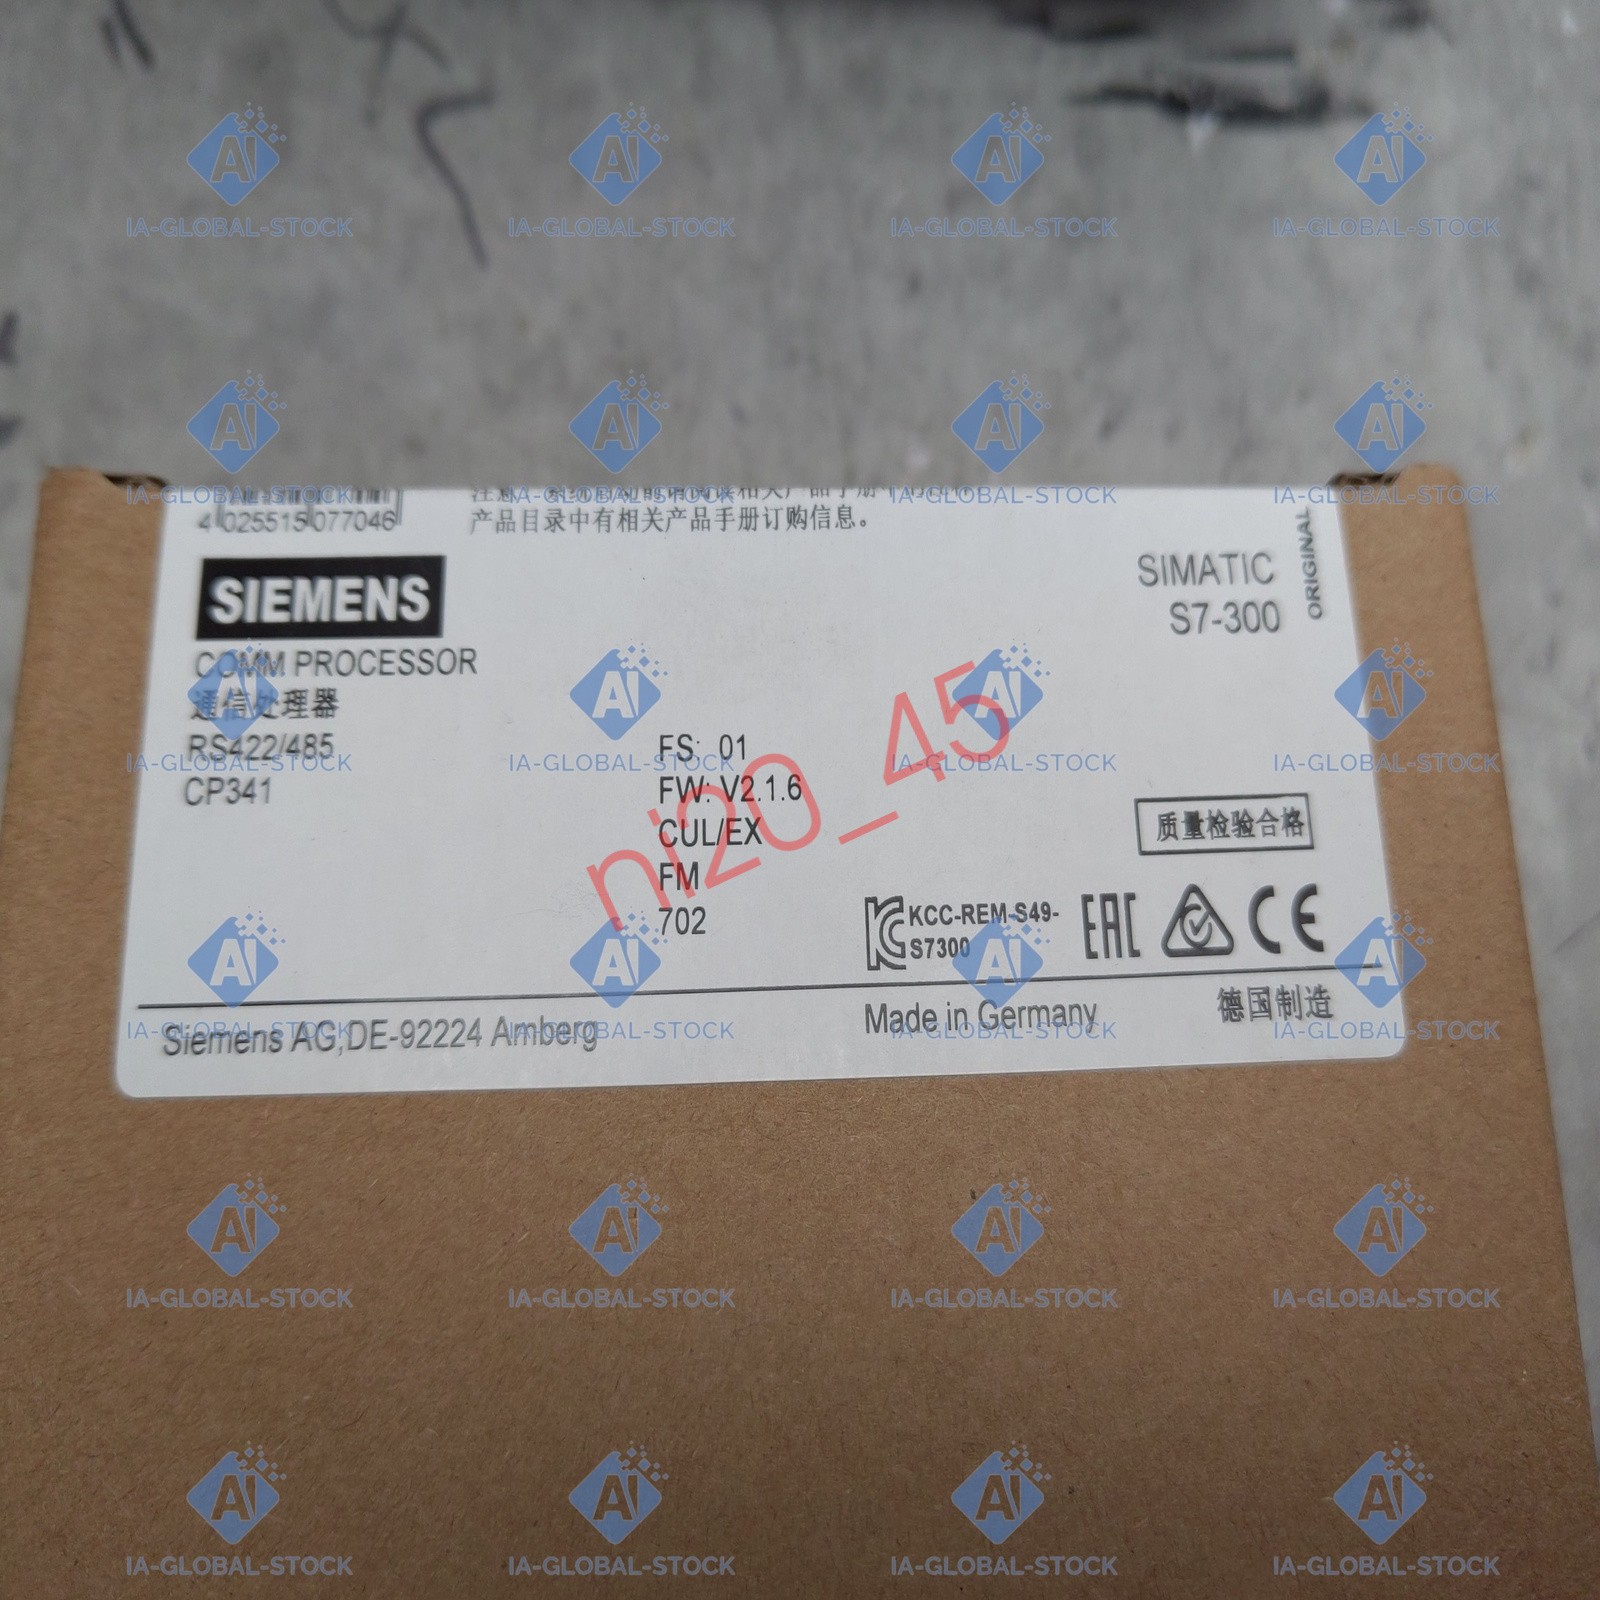 4 025515 077046
产品目录中有相关产品手册订购信息。
SIEMENS
SIMATIC
S7-300
ORIGINAL
COMM PROCESSOR
通信处理器
RS422/485
CP341
FS: 01
FW: V2.1.6
CUL/EX
FM
702
质量检验合格
KCC-REM-S49-
S7300
EAC
CE
Siemens AG,DE-92224 Amberg
Made in Germany
德国制造
ni20_45
AI
IA-GLOBAL-STOCK